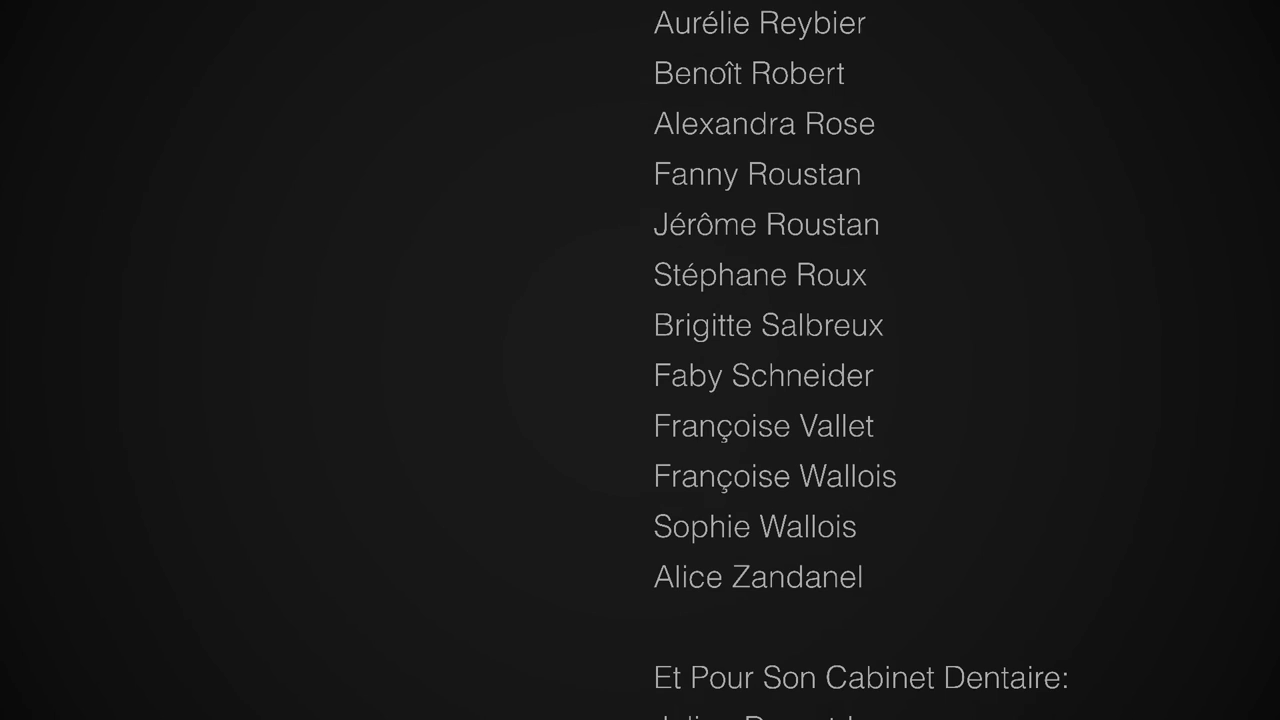 Aurélie Reybier
Benoît Robert
Alexandra Rose
Fanny Roustan
Jérôme Roustan
Stéphane Roux
Brigitte Salbreux
Faby Schneider
Françoise Vallet
Françoise Wallois
Sophie Wallois
Alice Zandanel
Et Pour Son Cabinet Dentaire: